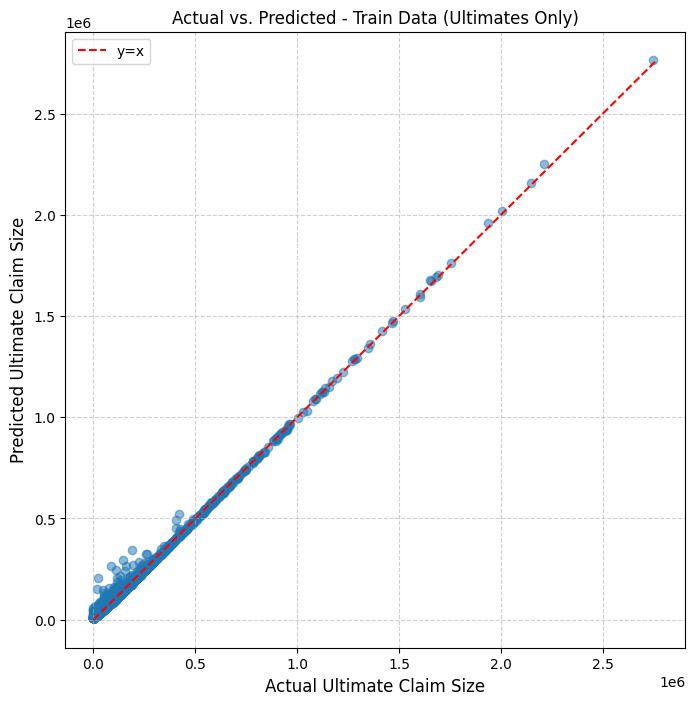 Actual vs. Predicted - Train Data (Ultimates Only)
1e6
y=x
2.5
2.0
1.5
1.0
0.5
0.0
Predicted Ultimate Claim Size
0.0 0.5 1.0 1.5 2.0 2.5
1e6
Actual Ultimate Claim Size